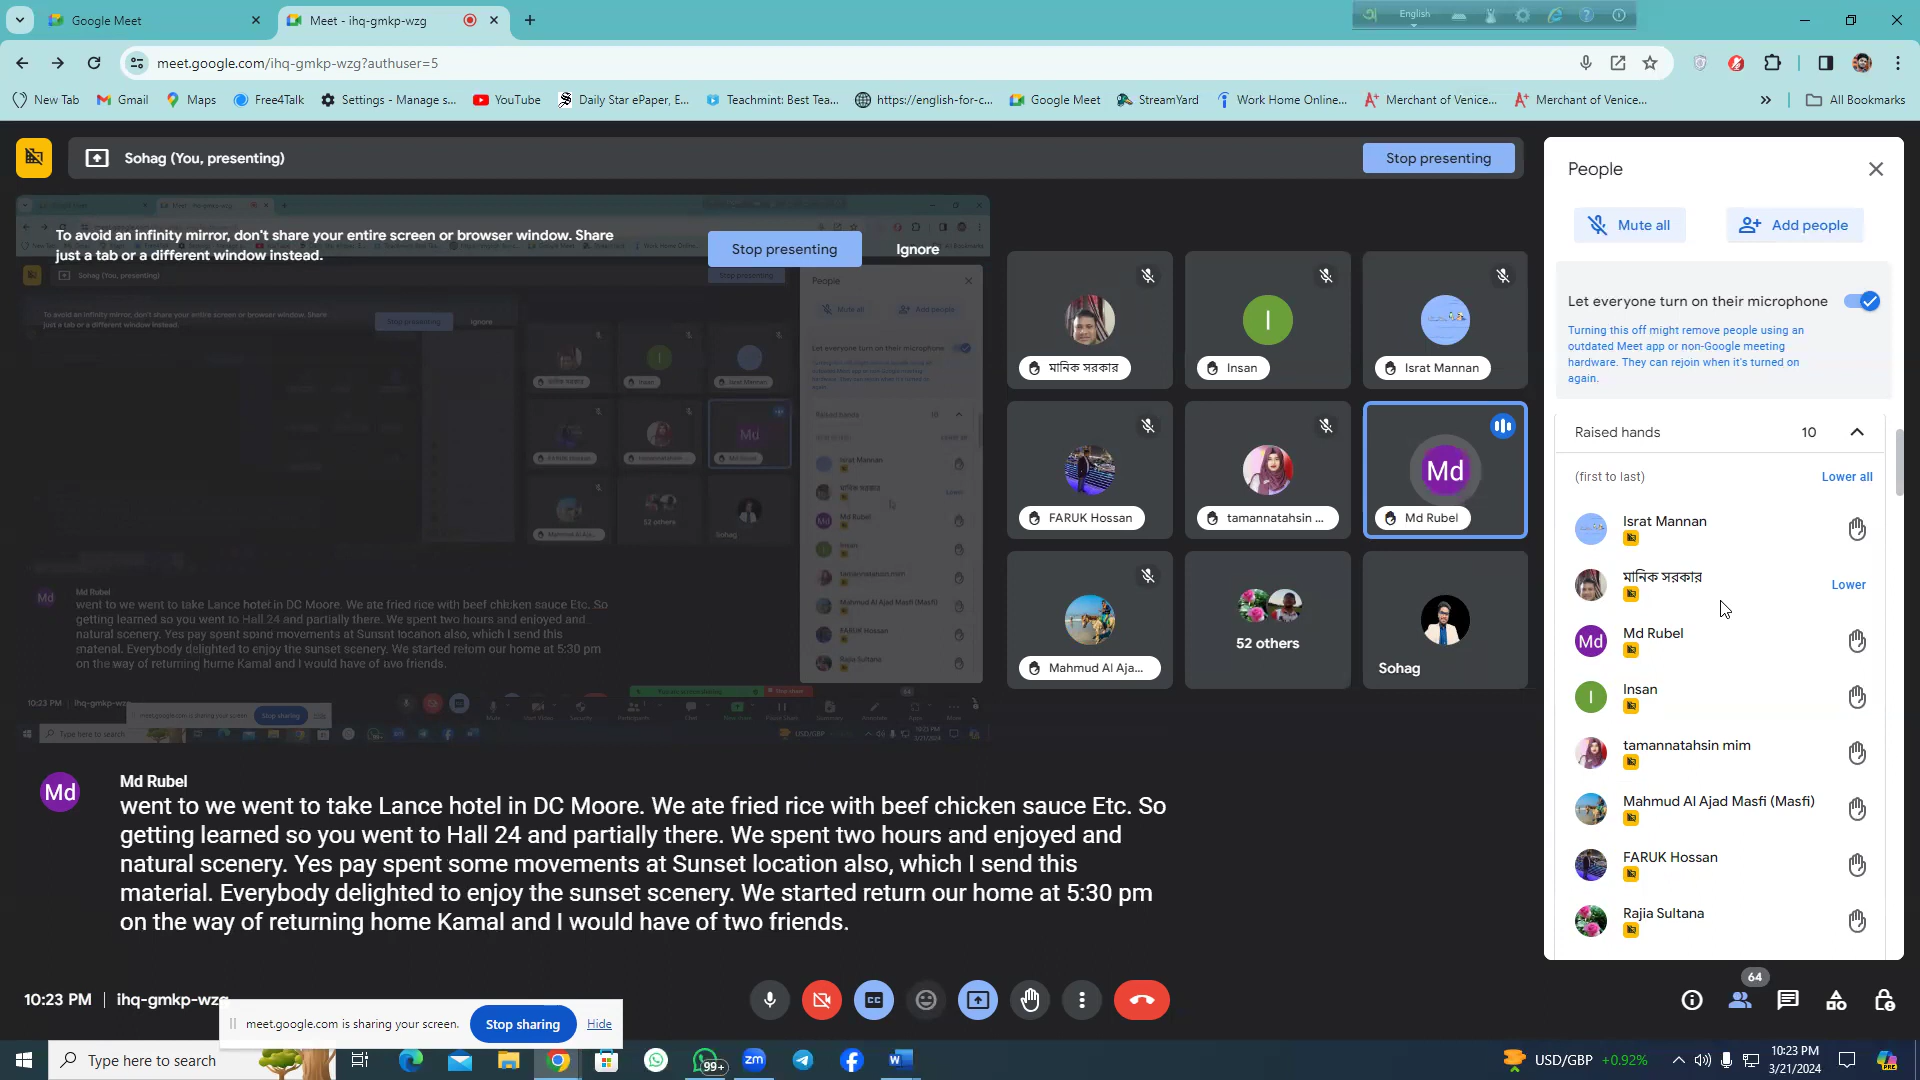 Google Meet
Meet - ihq-gmkp-wzg
English
meet.google.com/ihq-gmkp-wzg?authuser=5
New Tab
Gmail
Maps
Free4Talk
Settings - Manage s...
YouTube
Daily Star ePaper, E...
Teachmint: Best Tea...
https://english-for-c...
Google Meet
StreamYard
Work Home Online...
Merchant of Venice...
Merchant of Venice...
All Bookmarks
Sohag (You, presenting)
Stop presenting
To avoid an infinity mirror, don't share your entire screen or browser window. Share
just a tab or a different window instead.
Stop presenting
Ignore
মানিক সরকার
Insan
Israt Mannan
FARUK Hossan
tamannatahsin ...
Md
Md Rubel
Mahmud Al Aja...
52 others
Sohag
People
Mute all
Add people
Let everyone turn on their microphone
Turning this off might remove people using an
outdated Meet app or non-Google meeting
hardware. They can rejoin when it's turned on
again.
Raised hands 10
(first to last) Lower all
Israt Mannan
মানিক সরকার
Lower
Md Rubel
Insan
tamannatahsin mim
Mahmud Al Ajad Masfi (Masfi)
FARUK Hossan
Rajia Sultana
Md
Md Rubel
went to we went to take Lance hotel in DC Moore. We ate fried rice with beef chicken sauce Etc. So
getting learned so you went to Hall 24 and partially there. We spent two hours and enjoyed and
natural scenery. Yes pay spent some movements at Sunset location also, which I send this
material. Everybody delighted to enjoy the sunset scenery. We started return our home at 5:30 pm
on the way of returning home Kamal and I would have of two friends.
10:23 PM | ihq-gmkp-wzg
64
meet.google.com is sharing your screen.
Stop sharing
Hide
Type here to search
99+
zm
USD/GBP +0.92%
10:23 PM
3/21/2024